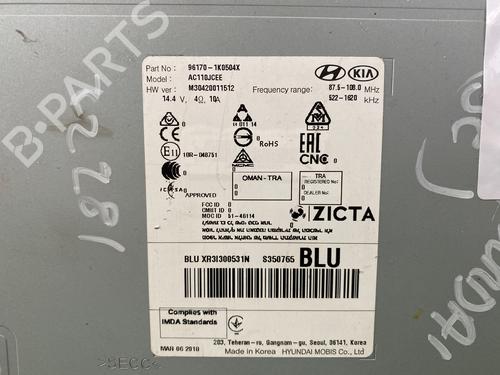 Part No : 96170-1K0504X
Model: AC110JCEE
HW ver: M30420011512
14.4 V, 4Ω, 10A
HYUNDAI KIA
Frequency range: 87.5-108.0 MHz
522-1620 kHz
10R-048751
RoHS
EAC
CNC
ICASA APPROVED
OMAN - TRA
TRA
REGISTERED No:
DEALER No:
FCC ID
CMIIT ID
MOC ID 51-46114
ZICTA
BLU XR3I300531N S350765 BLU
Complies with
IMDA Standards
203, Teheran-ro, Gangnam-gu, Seoul, 06141, Korea
MAR 06 2018
Made in Korea HYUNDAI MOBIS Co., Ltd
B-PARTS
1281